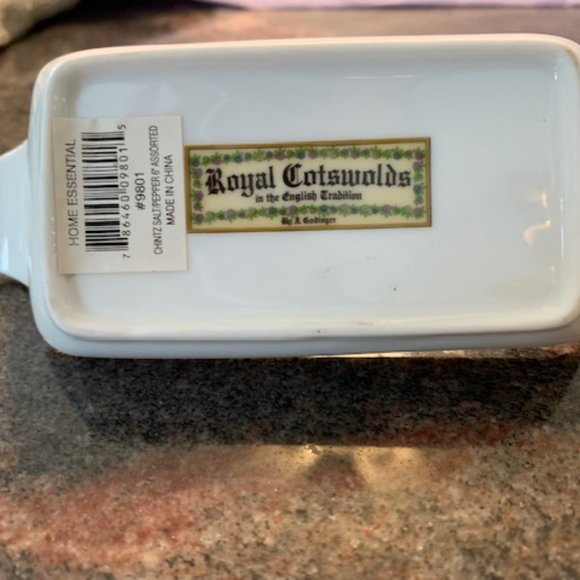 HOME ESSENTIAL
7 86460 09801 5
#9801
CHINTZ SALT/PEPPER 6" ASSORTED
MADE IN CHINA
Royal Cotswolds
in the English Tradition
By J. Godinger